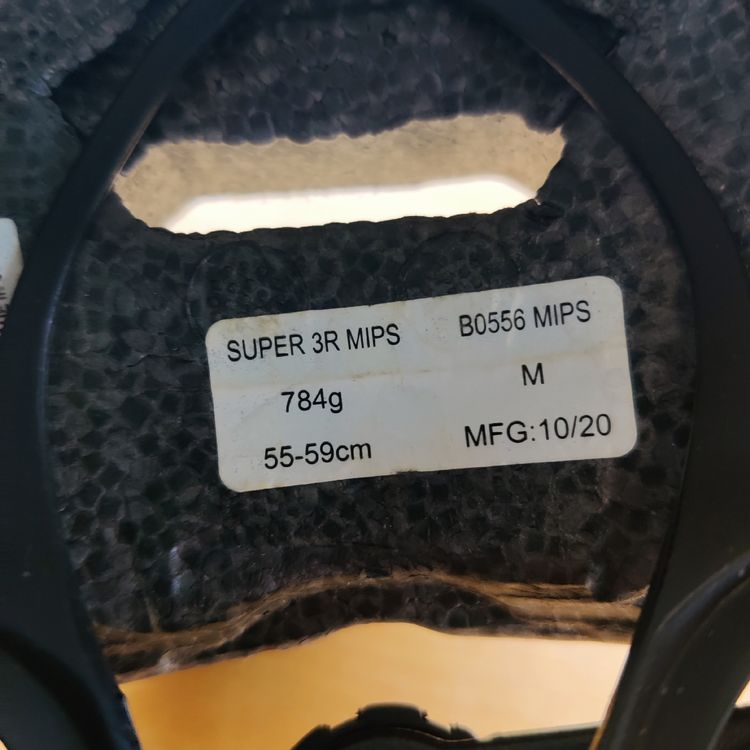 SUPER 3R MIPS B0556 MIPS
784g M
55-59cm MFG:10/20